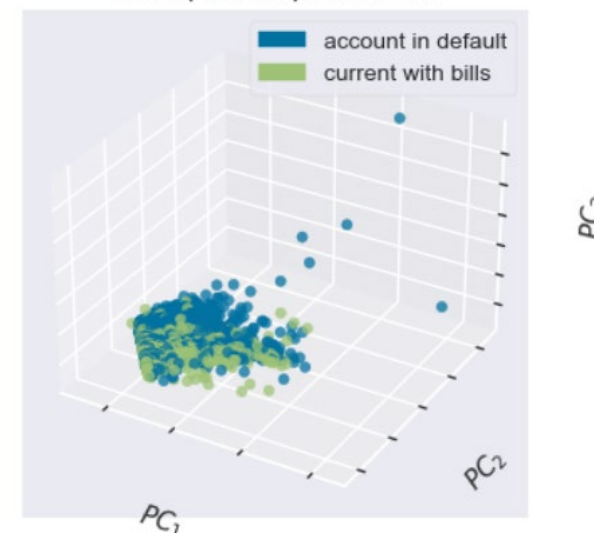 account in default
current with bills
PC₂
PC₁